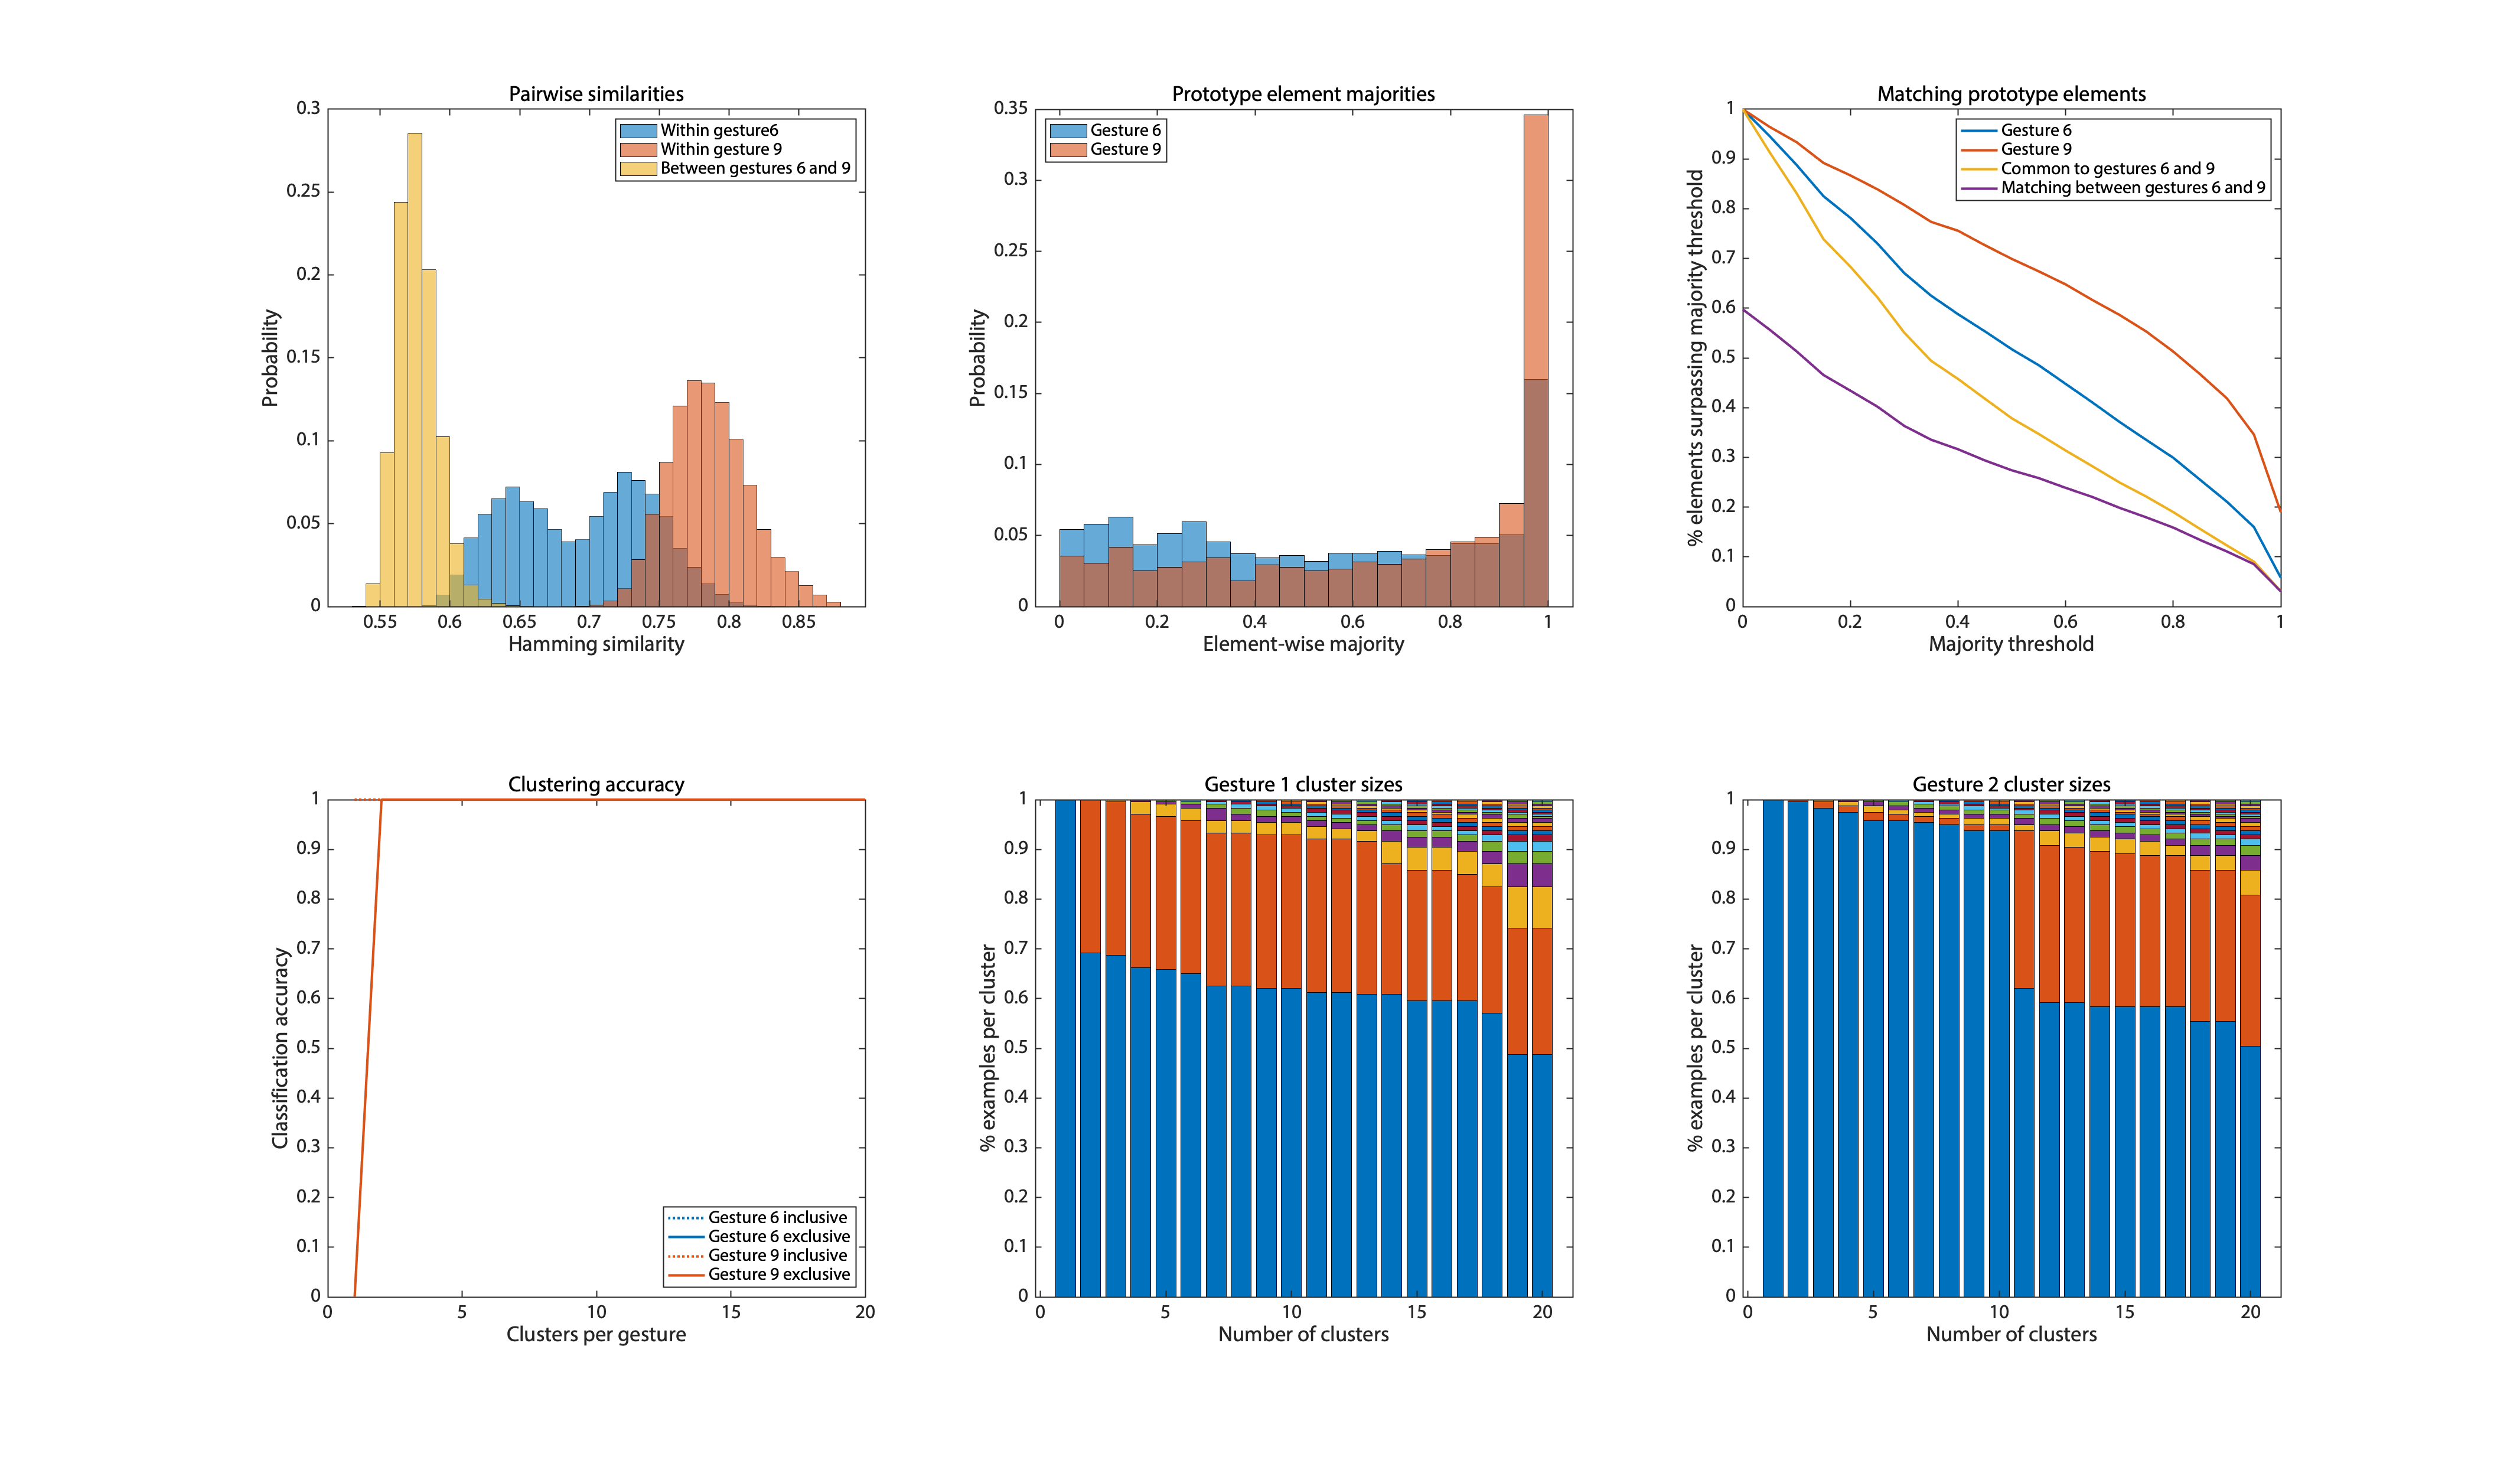 Pairwise similarities
0.3
0.25
0.2
0.15
0.1
0.05
0
Probability
Within gesture6
Within gesture 9
Between gestures 6 and 9
0.55 0.6 0.65 0.7 0.75 0.8 0.85
Hamming similarity
Prototype element majorities
0.35
0.3
0.25
0.2
0.15
0.1
0.05
0
Probability
Gesture 6
Gesture 9
0 0.2 0.4 0.6 0.8 1
Element-wise majority
Matching prototype elements
1
0.9
0.8
0.7
0.6
0.5
0.4
0.3
0.2
0.1
0
% elements surpassing majority threshold
Gesture 6
Gesture 9
Common to gestures 6 and 9
Matching between gestures 6 and 9
0 0.2 0.4 0.6 0.8 1
Majority threshold
Clustering accuracy
1
0.9
0.8
0.7
0.6
0.5
0.4
0.3
0.2
0.1
0
Classification accuracy
Gesture 6 inclusive
Gesture 6 exclusive
Gesture 9 inclusive
Gesture 9 exclusive
0 5 10 15 20
Clusters per gesture
Gesture 1 cluster sizes
1
0.9
0.8
0.7
0.6
0.5
0.4
0.3
0.2
0.1
0
% examples per cluster
0 5 10 15 20
Number of clusters
Gesture 2 cluster sizes
1
0.9
0.8
0.7
0.6
0.5
0.4
0.3
0.2
0.1
0
% examples per cluster
0 5 10 15 20
Number of clusters